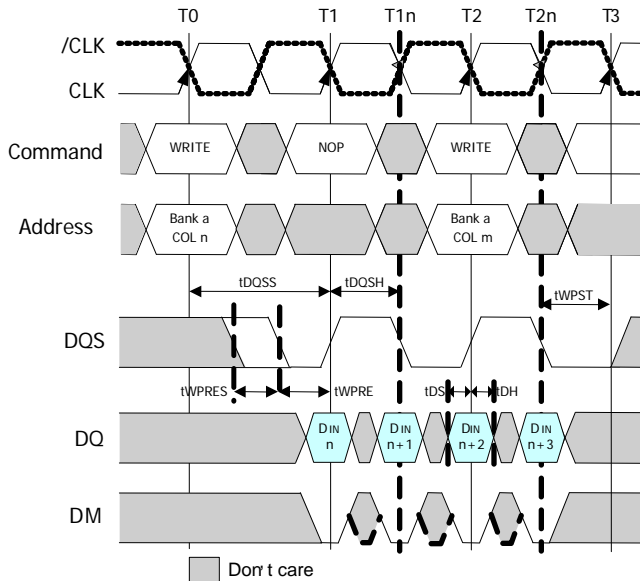 T0 T1 T1n T2 T2n T3
/CLK
CLK
Command WRITE NOP WRITE
Address Bank a COL n Bank a COL m
tDQSS tDQSH tWPST
DQS
tWPRES tWPRE tDS tDH
DQ DIN n DIN n+1 DIN n+2 DIN n+3
DM
Don't care